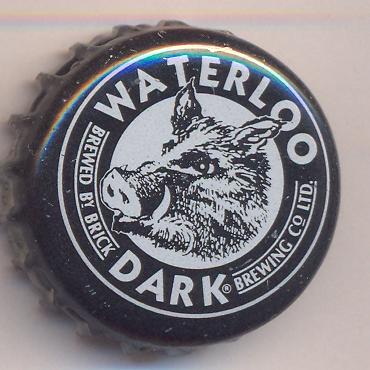 WATERLOO
DARK®
BREWED BY BRICK
BREWING CO LTD.